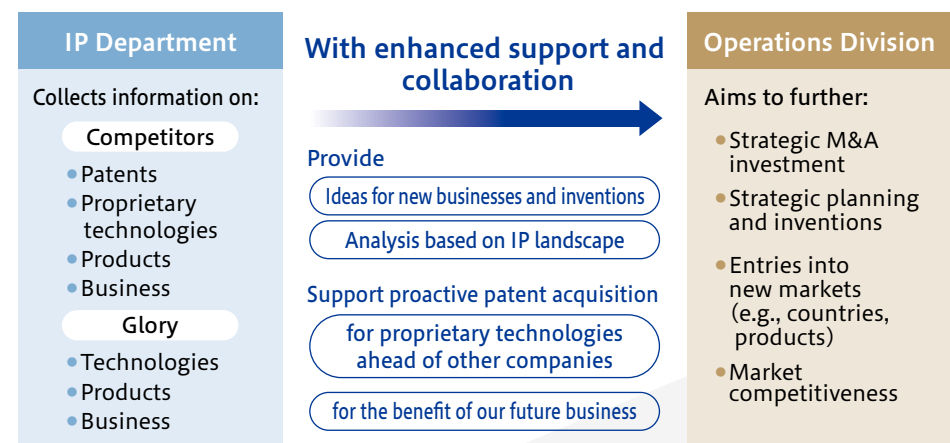 IP Department
Collects information on:
Competitors
•Patents
•Proprietary
technologies
•Products
•Business
Glory
•Technologies
•Products
•Business
With enhanced support and
collaboration
Provide
Ideas for new businesses and inventions
Analysis based on IP landscape
Support proactive patent acquisition
for proprietary technologies
ahead of other companies
for the benefit of our future business
Operations Division
Aims to further:
•Strategic M&A
investment
•Strategic planning
and inventions
•Entries into
new markets
(e.g., countries,
products)
•Market
competitiveness